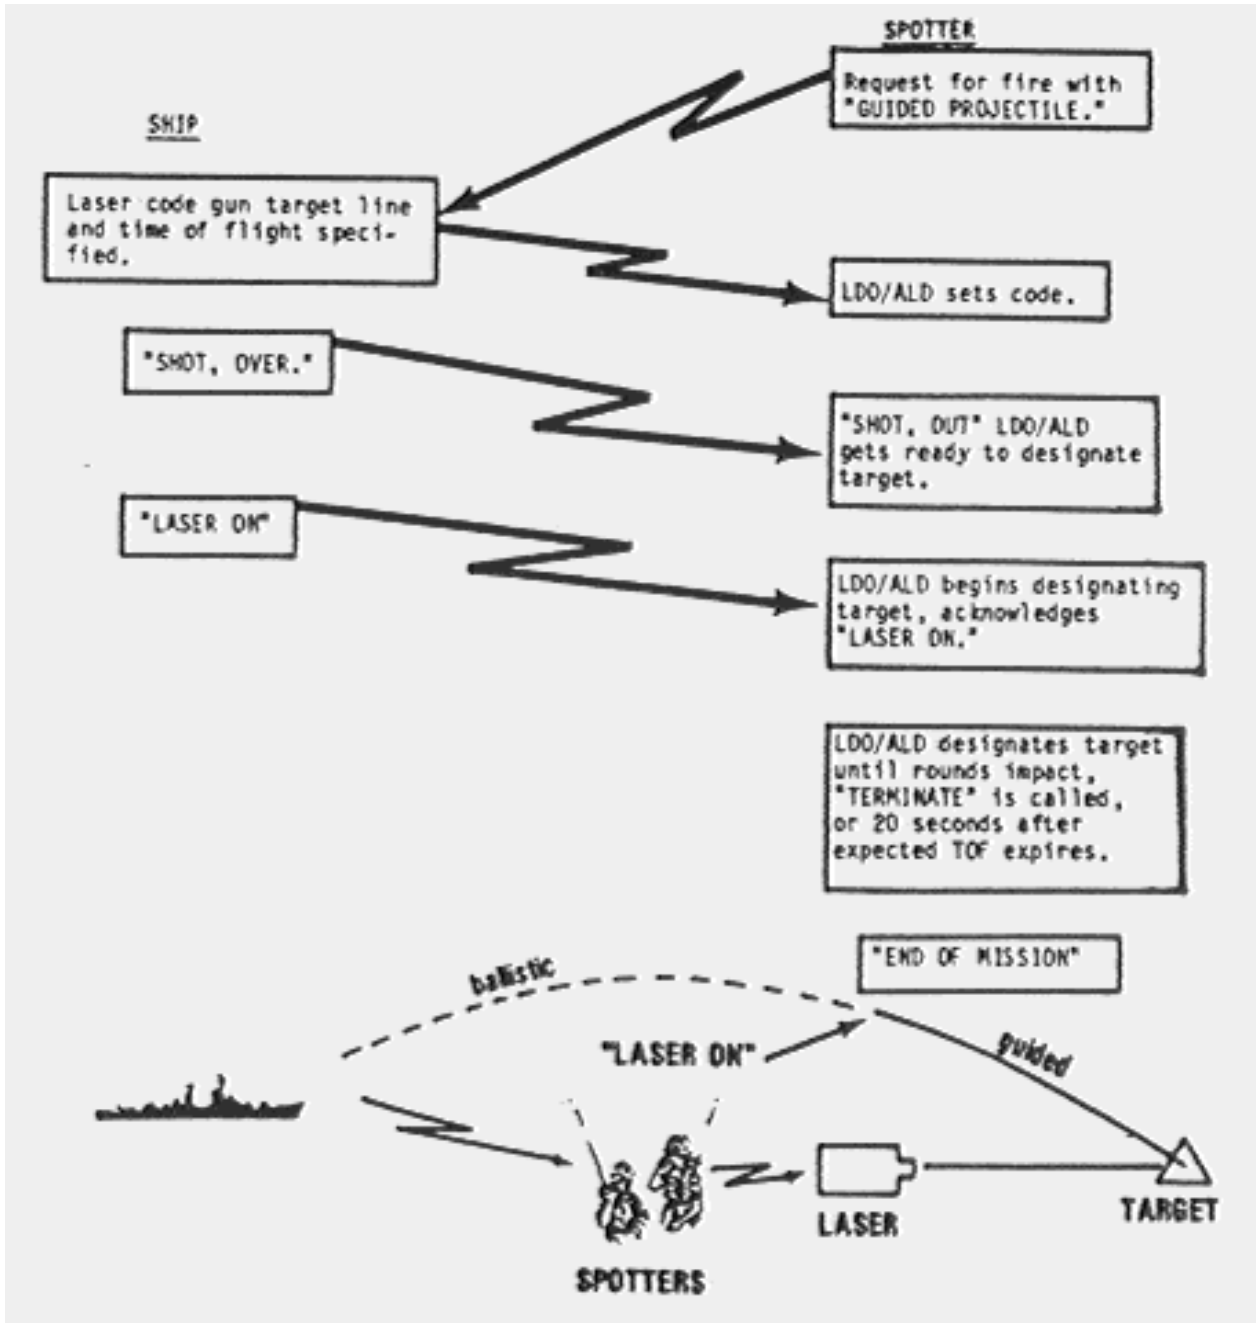 SPOTTER
Request for fire with
"GUIDED PROJECTILE."
SHIP
Laser code gun target line
and time of flight speci-
fied.
LDO/ALD sets code.
"SHOT, OVER."
"SHOT, OUT" LDO/ALD
gets ready to designate
target.
"LASER ON"
LDO/ALD begins designating
target, acknowledges
"LASER ON."
LDO/ALD designates target
until rounds impact,
"TERMINATE" is called,
or 20 seconds after
expected TOF expires.
"END OF MISSION"
ballistic
"LASER ON"
guided
LASER
TARGET
SPOTTERS